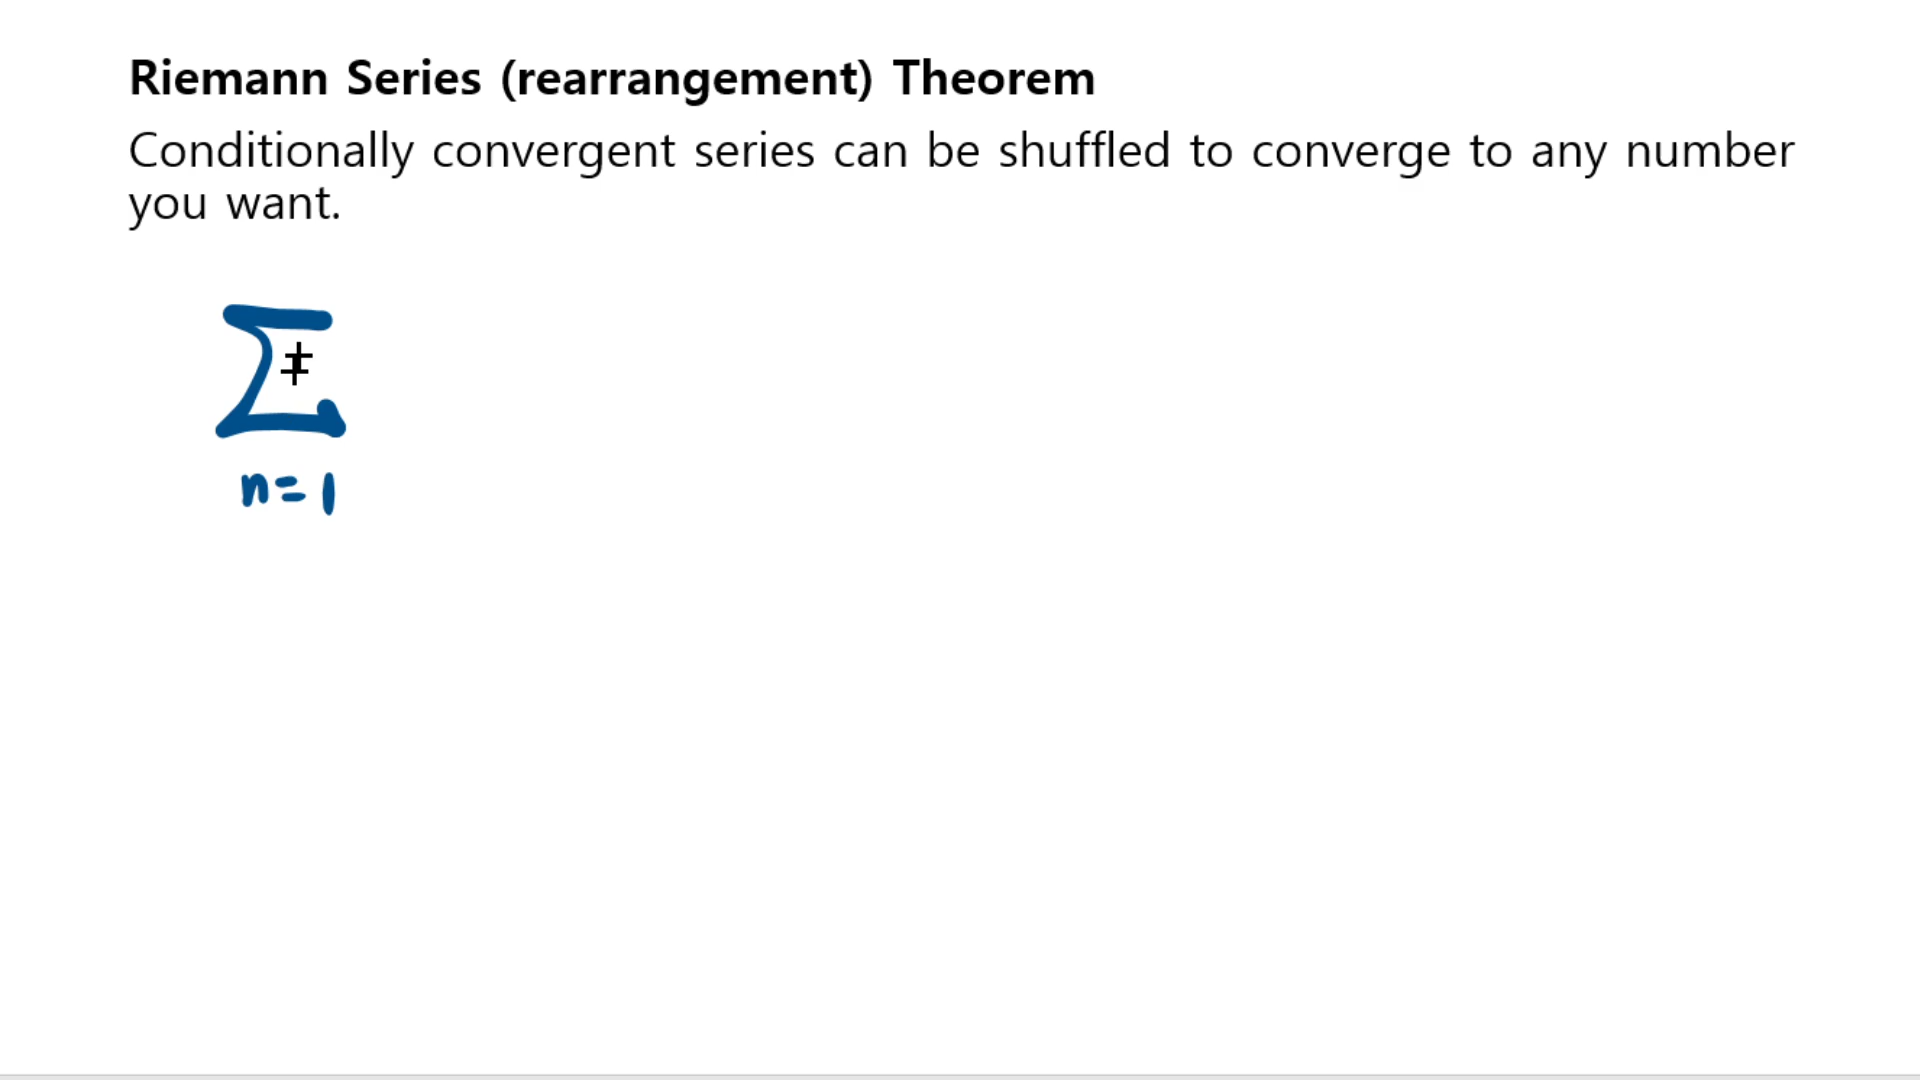 Riemann Series (rearrangement) Theorem
Conditionally convergent series can be shuffled to converge to any number
you want.
Σ
n=1